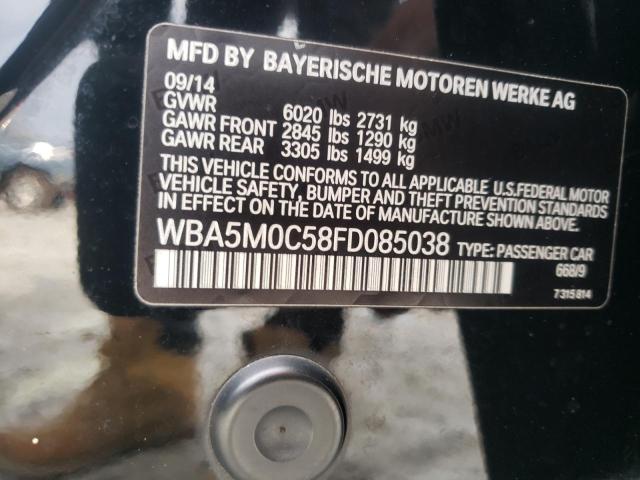 MFD BY BAYERISCHE MOTOREN WERKE AG
09/14
GVWR 6020 lbs 2731 kg
GAWR FRONT 2845 lbs 1290 kg
GAWR REAR 3305 lbs 1499 kg
THIS VEHICLE CONFORMS TO ALL APPLICABLE U.S.FEDERAL MOTOR
VEHICLE SAFETY, BUMPER AND THEFT PREVENTION STANDARDS
IN EFFECT ON THE DATE OF MANUFACTURE SHOWN ABOVE.
WBA5M0C58FD085038 TYPE: PASSENGER CAR
668/9
7315814